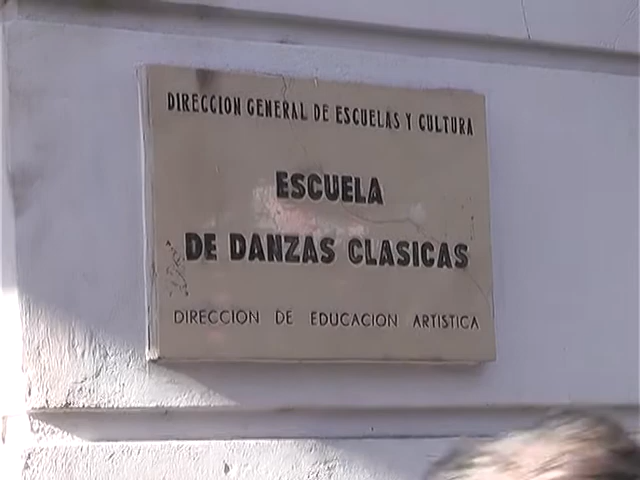 DIRECCION GENERAL DE ESCUELAS Y CULTURA
ESCUELA
DE DANZAS CLASICAS
DIRECCION DE EDUCACION ARTISTICA